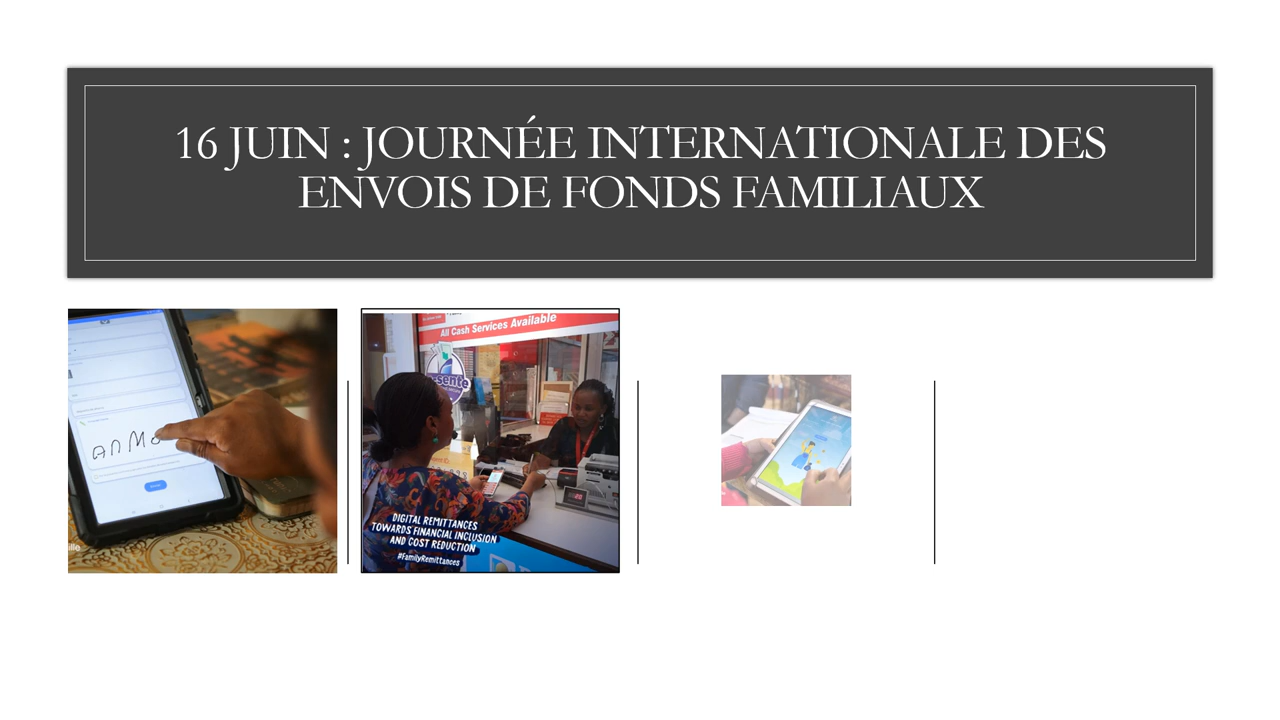 16 JUIN : JOURNÉE INTERNATIONALE DES
ENVOIS DE FONDS FAMILIAUX
All Cash Services Available
sente
DIGITAL REMITTANCES
TOWARDS FINANCIAL INCLUSION
AND COST REDUCTION
#FamilyRemittances